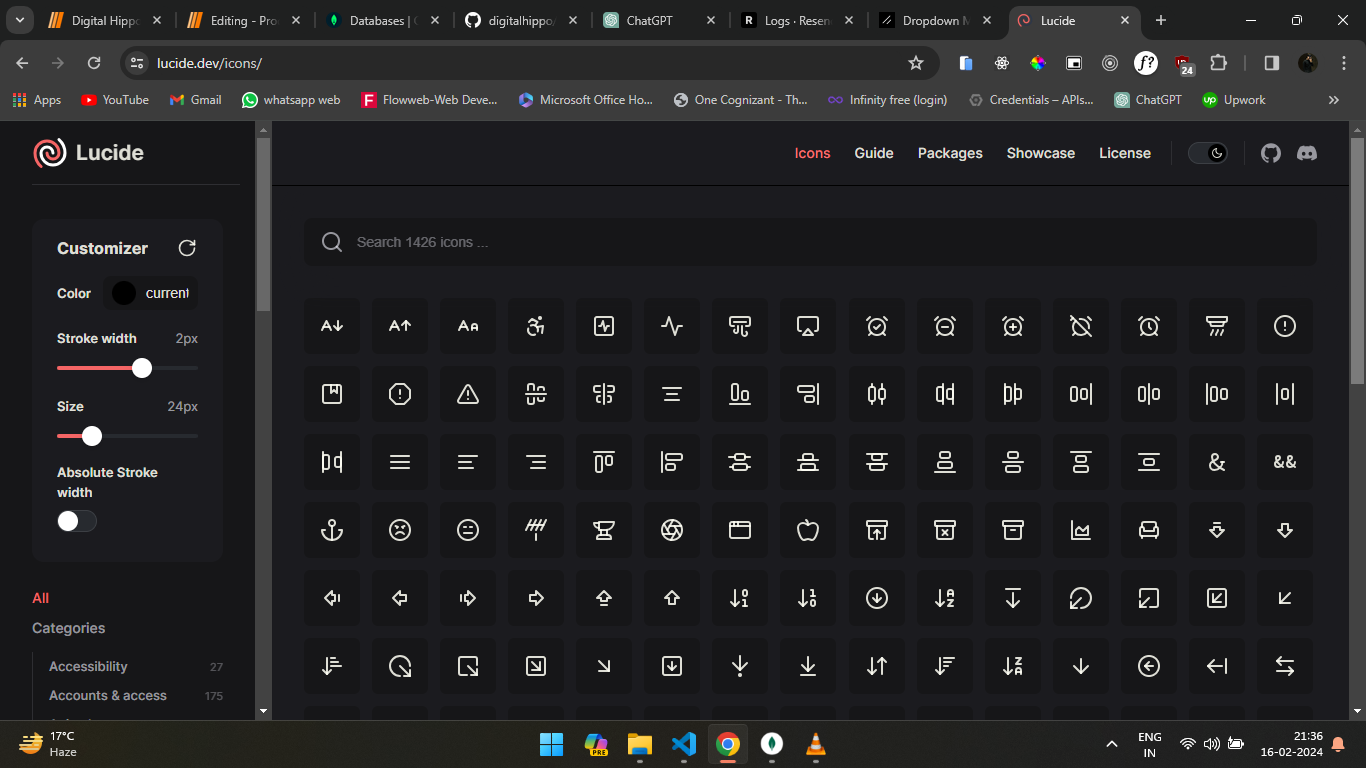 Digital Hippo
Editing - Pro
Databases | C
digitalhippo/
ChatGPT
Logs · Resen
Dropdown M
Lucide
lucide.dev/icons/
f?
24
Apps
YouTube
Gmail
whatsapp web
Flowweb-Web Deve...
Microsoft Office Ho...
One Cognizant - Th...
Infinity free (login)
Credentials – APIs...
ChatGPT
Upwork
Lucide
Icons
Guide
Packages
Showcase
License
Customizer
Color
current
Stroke width
2px
Size
24px
Absolute Stroke
width
Search 1426 icons ...
All
Categories
Accessibility
27
Accounts & access
175
17°C
Haze
PRE
ENG
IN
21:36
16-02-2024